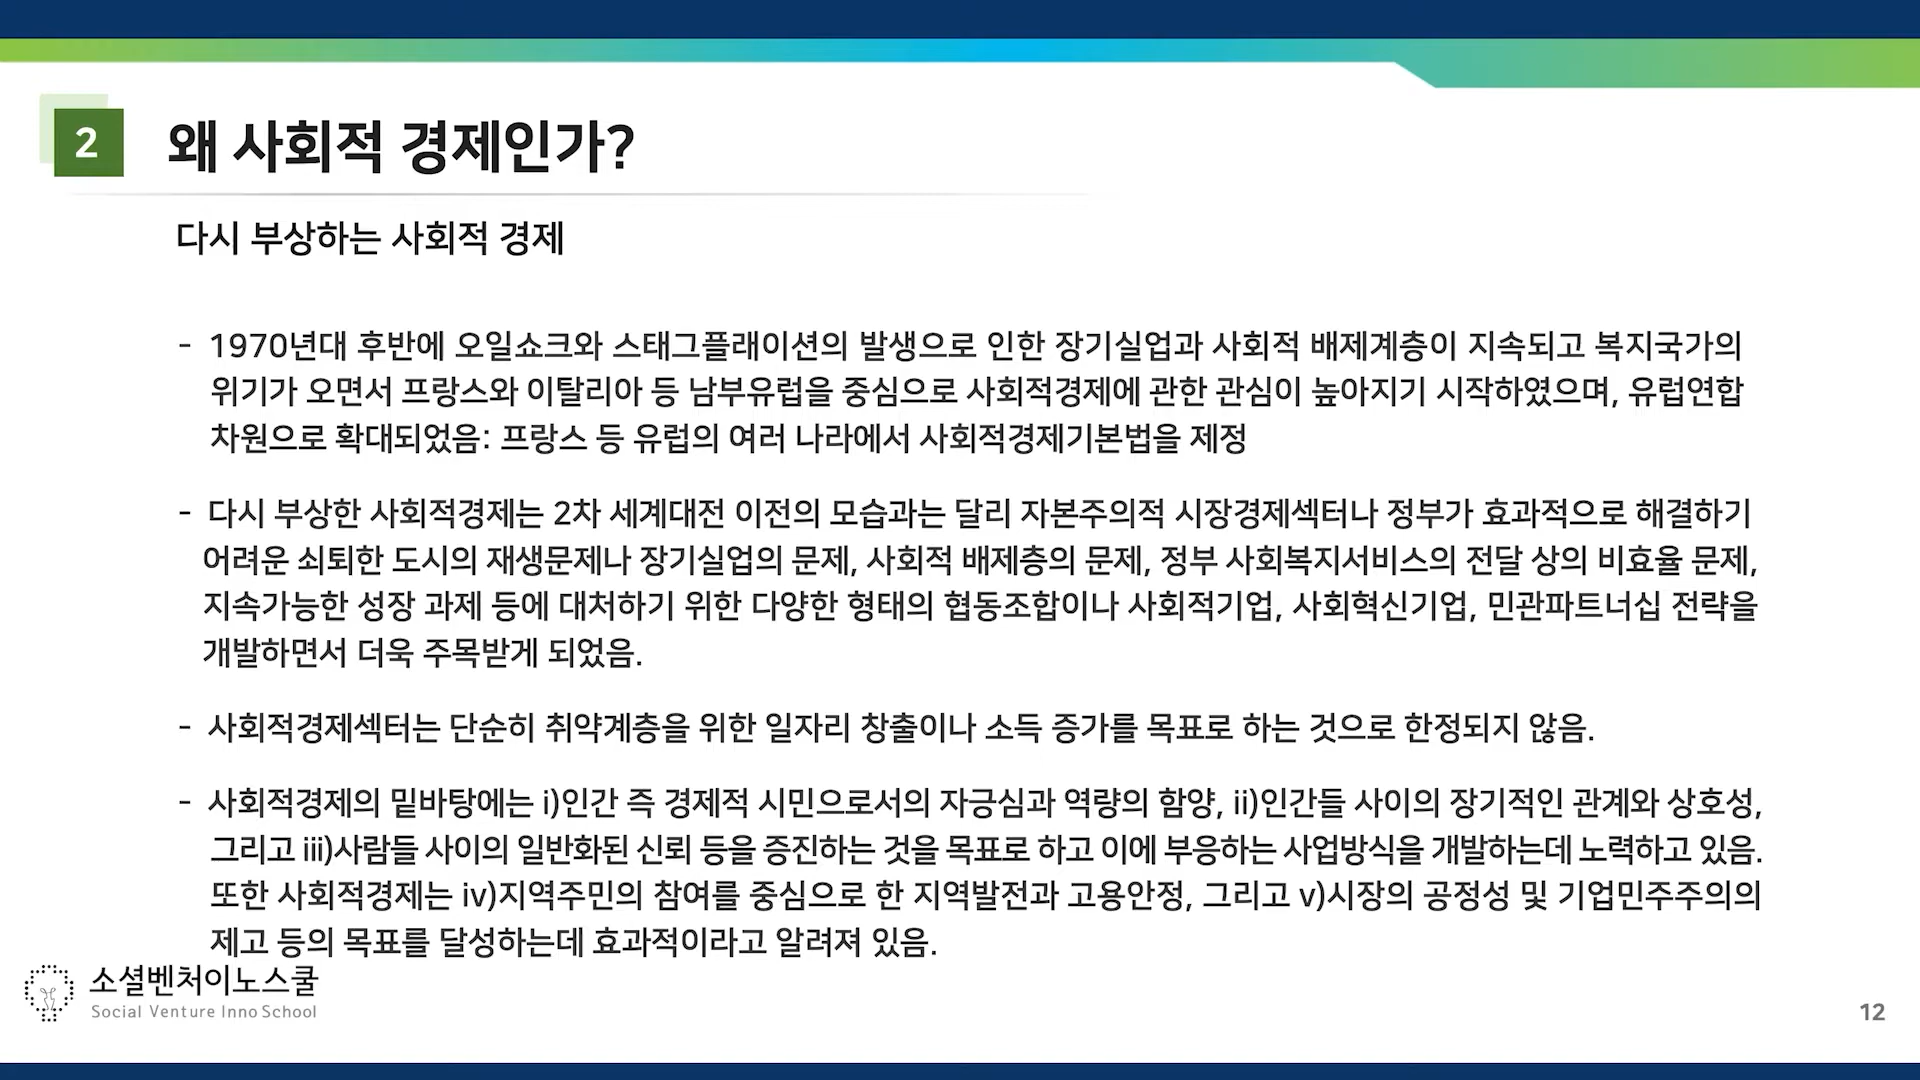 2
왜 사회적 경제인가?
다시 부상하는 사회적 경제
- 1970년대 후반에 오일쇼크와 스태그플래이션의 발생으로 인한 장기실업과 사회적 배제계층이 지속되고 복지국가의
위기가 오면서 프랑스와 이탈리아 등 남부유럽을 중심으로 사회적경제에 관한 관심이 높아지기 시작하였으며, 유럽연합
차원으로 확대되었음: 프랑스 등 유럽의 여러 나라에서 사회적경제기본법을 제정
- 다시 부상한 사회적경제는 2차 세계대전 이전의 모습과는 달리 자본주의적 시장경제섹터나 정부가 효과적으로 해결하기
어려운 쇠퇴한 도시의 재생문제나 장기실업의 문제, 사회적 배제층의 문제, 정부 사회복지서비스의 전달 상의 비효율 문제,
지속가능한 성장 과제 등에 대처하기 위한 다양한 형태의 협동조합이나 사회적기업, 사회혁신기업, 민관파트너십 전략을
개발하면서 더욱 주목받게 되었음.
- 사회적경제섹터는 단순히 취약계층을 위한 일자리 창출이나 소득 증가를 목표로 하는 것으로 한정되지 않음.
- 사회적경제의 밑바탕에는 i)인간 즉 경제적 시민으로서의 자긍심과 역량의 함양, ii)인간들 사이의 장기적인 관계와 상호성,
그리고 iii)사람들 사이의 일반화된 신뢰 등을 증진하는 것을 목표로 하고 이에 부응하는 사업방식을 개발하는데 노력하고 있음.
또한 사회적경제는 iv)지역주민의 참여를 중심으로 한 지역발전과 고용안정, 그리고 v)시장의 공정성 및 기업민주주의의
제고 등의 목표를 달성하는데 효과적이라고 알려져 있음.
소셜벤처이노스쿨
Social Venture Inno School
12